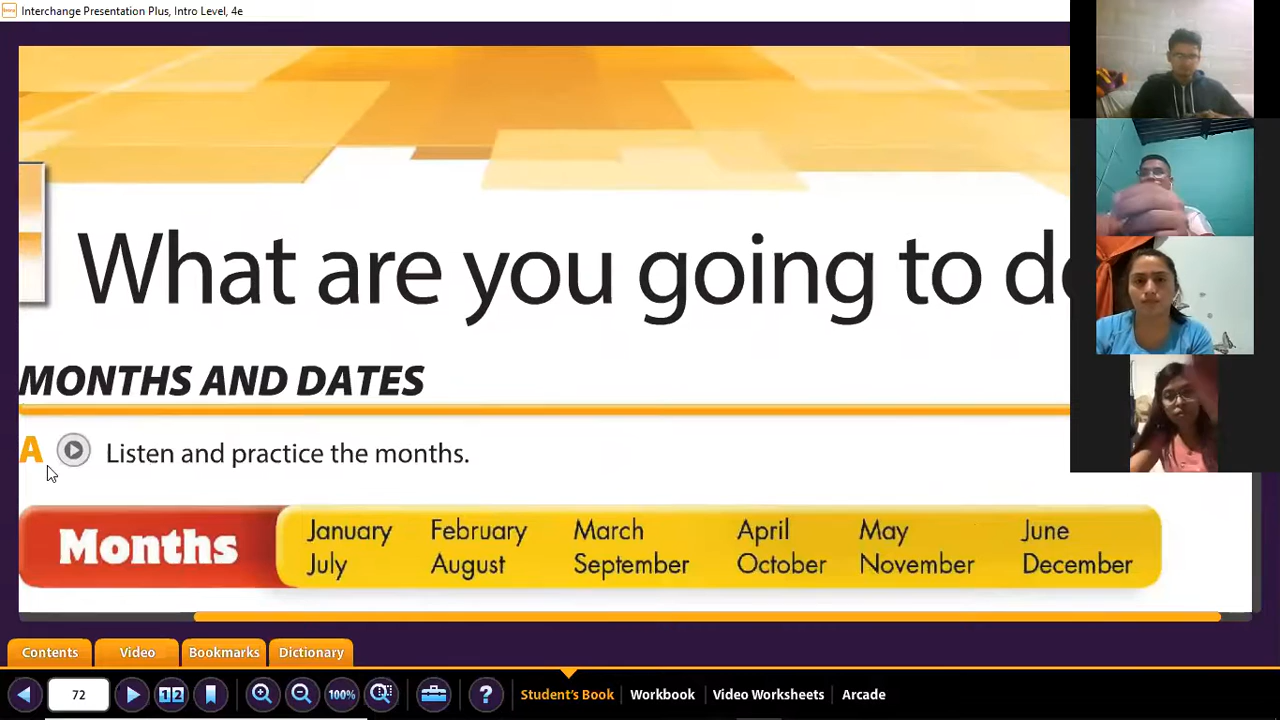 Interchange Presentation Plus, Intro Level, 4e
What are you going to do
MONTHS AND DATES
A Listen and practice the months.
Months
January February March April May June
July August September October November December
Contents Video Bookmarks Dictionary
72 12 100% ? Student's Book Workbook Video Worksheets Arcade